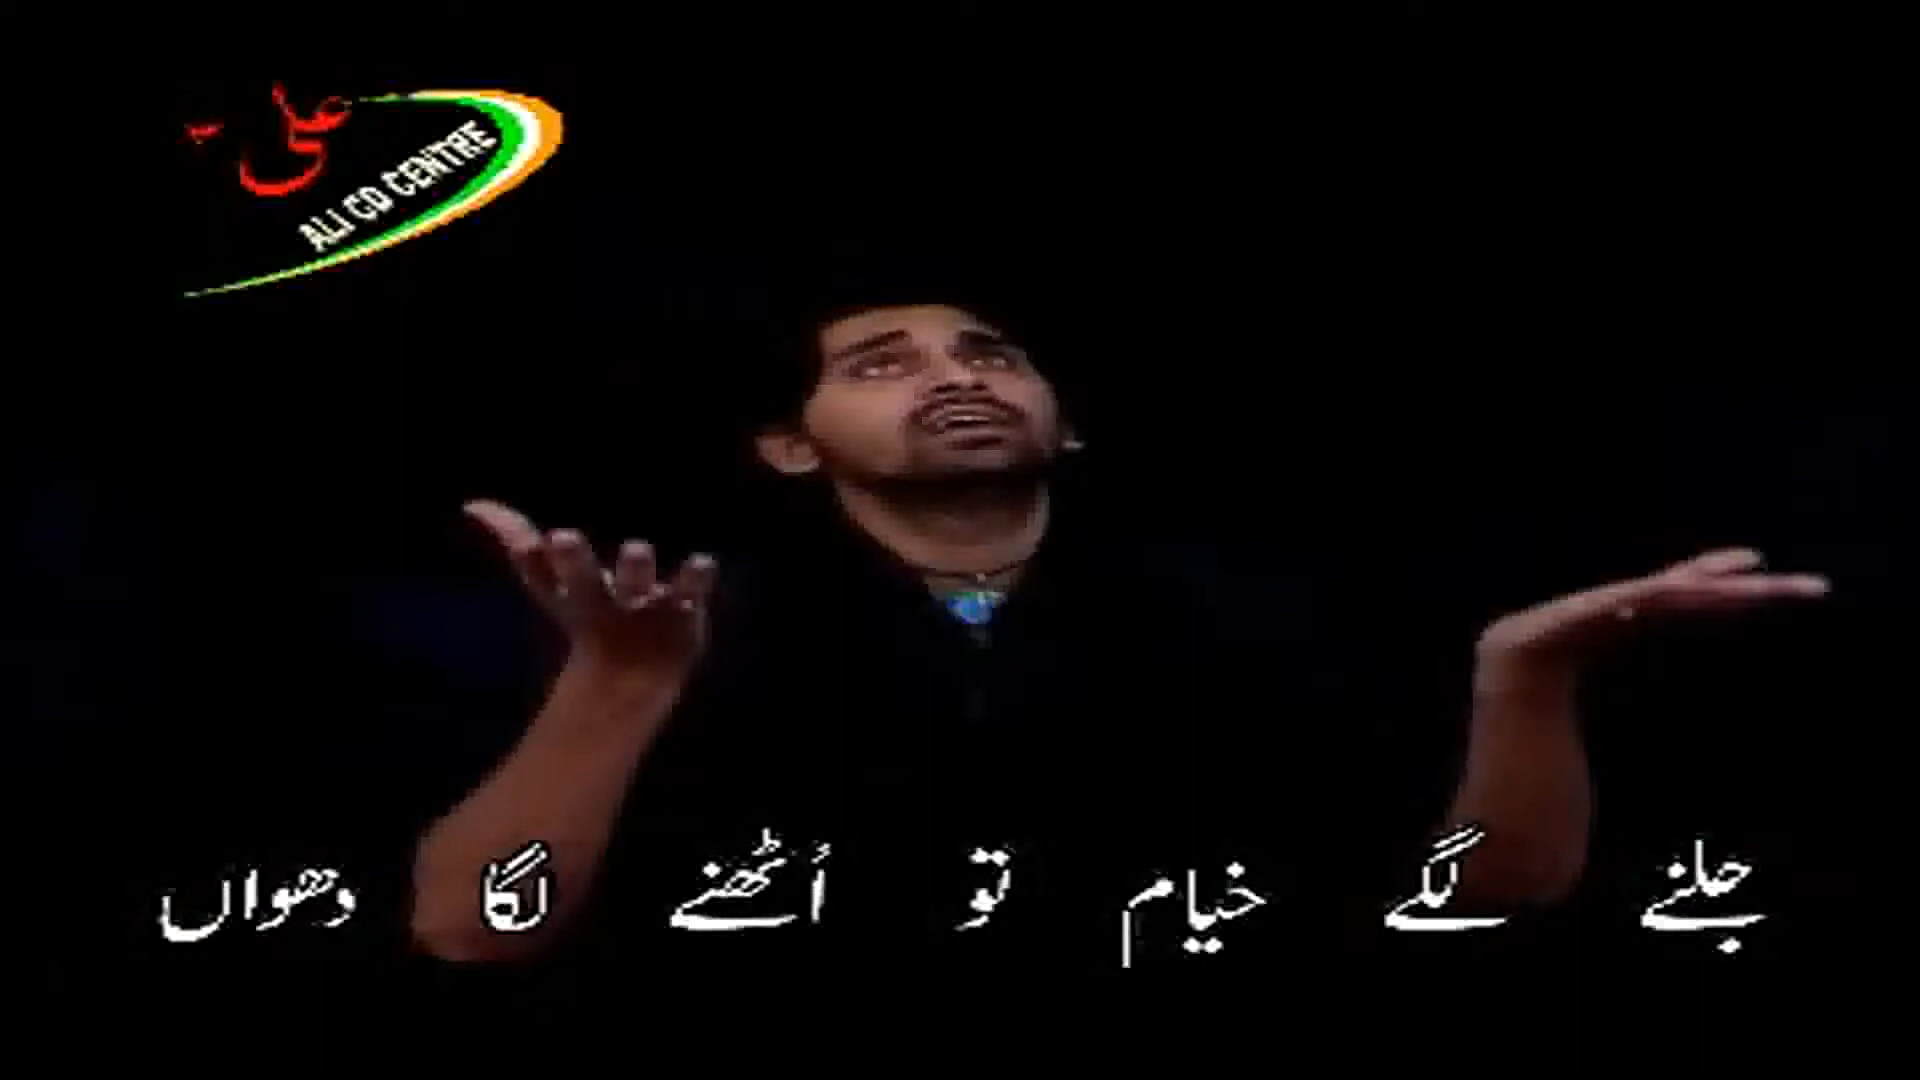 علی
ALI CD CENTRE
جلنے لگے خیام تو اُٹھنے لگا دھواں